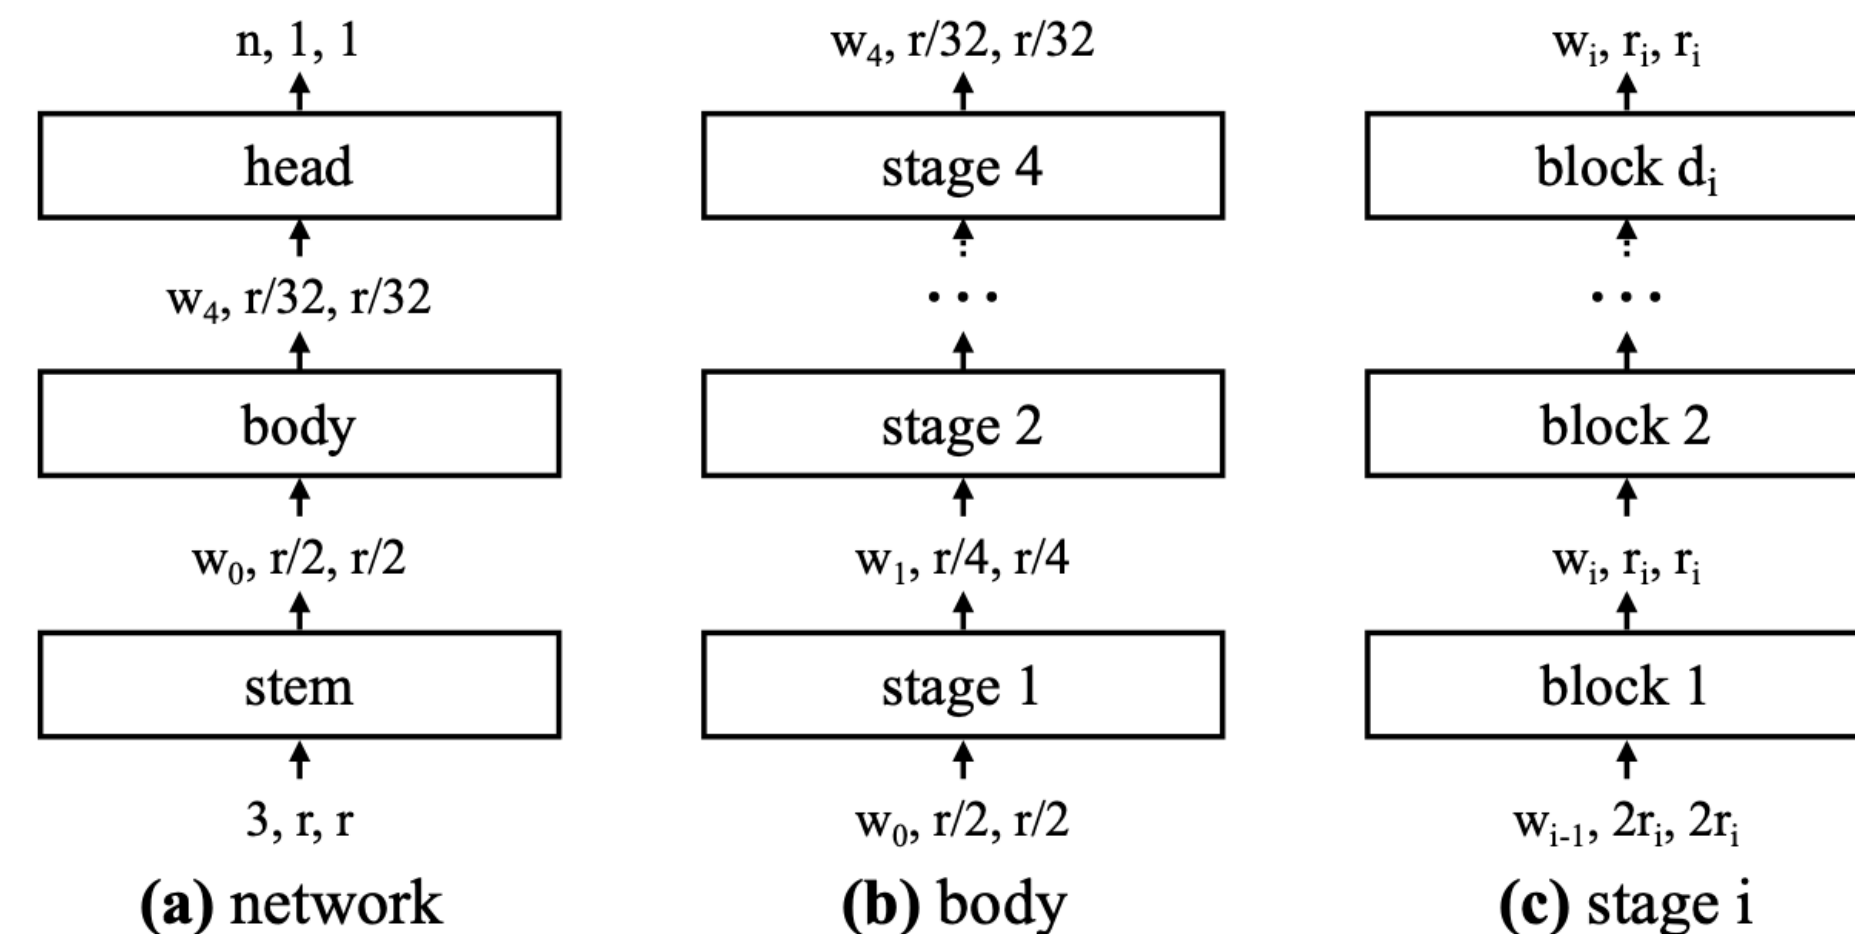 n, 1, 1
head
w₄, r/32, r/32
body
w₀, r/2, r/2
stem
3, r, r
(a) network
w₄, r/32, r/32
stage 4
...
stage 2
w₁, r/4, r/4
stage 1
w₀, r/2, r/2
(b) body
wᵢ, rᵢ, rᵢ
block dᵢ
...
block 2
wᵢ, rᵢ, rᵢ
block 1
wᵢ₋₁, 2rᵢ, 2rᵢ
(c) stage i